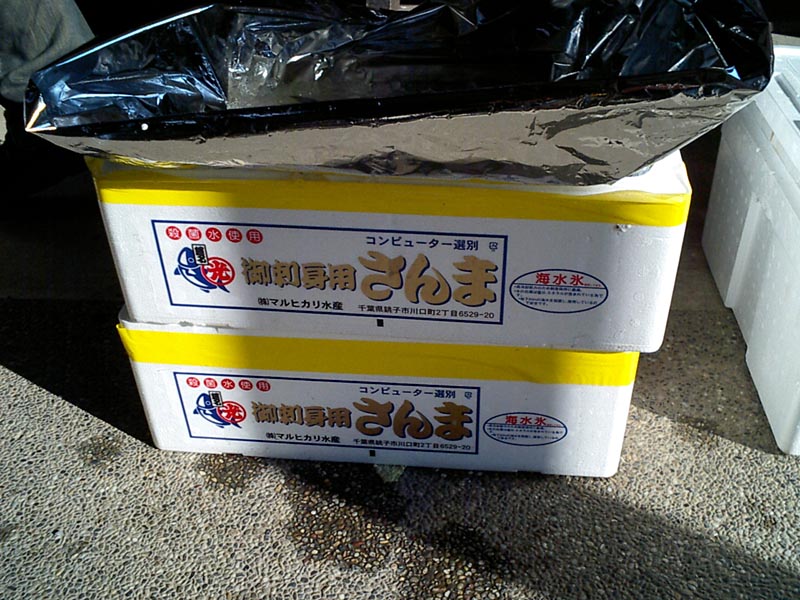 殺菌水使用
コンピューター選別
光
御刺身用 さんま
海水氷
㈱マルヒカリ水産 千葉県銚子市川口町2丁目6529-20
殺菌水使用
コンピューター選別
光
御刺身用 さんま
海水氷
㈱マルヒカリ水産 千葉県銚子市川口町2丁目6529-20